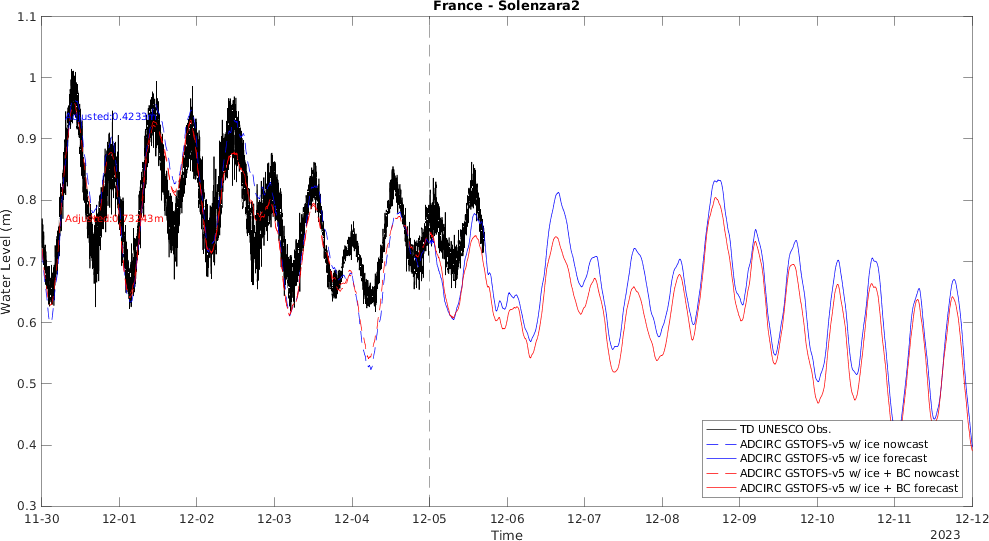 France - Solenzara2
1.1
1
0.9
0.8
0.7
0.6
0.5
0.4
0.3
Water Level (m)
11-30
12-01
12-02
12-03
12-04
12-05
12-06
12-07
12-08
12-09
12-10
12-11
12-12
Time
2023
TD UNESCO Obs.
ADCIRC GSTOFS-v5 w/ ice nowcast
ADCIRC GSTOFS-v5 w/ ice forecast
ADCIRC GSTOFS-v5 w/ ice + BC nowcast
ADCIRC GSTOFS-v5 w/ ice + BC forecast